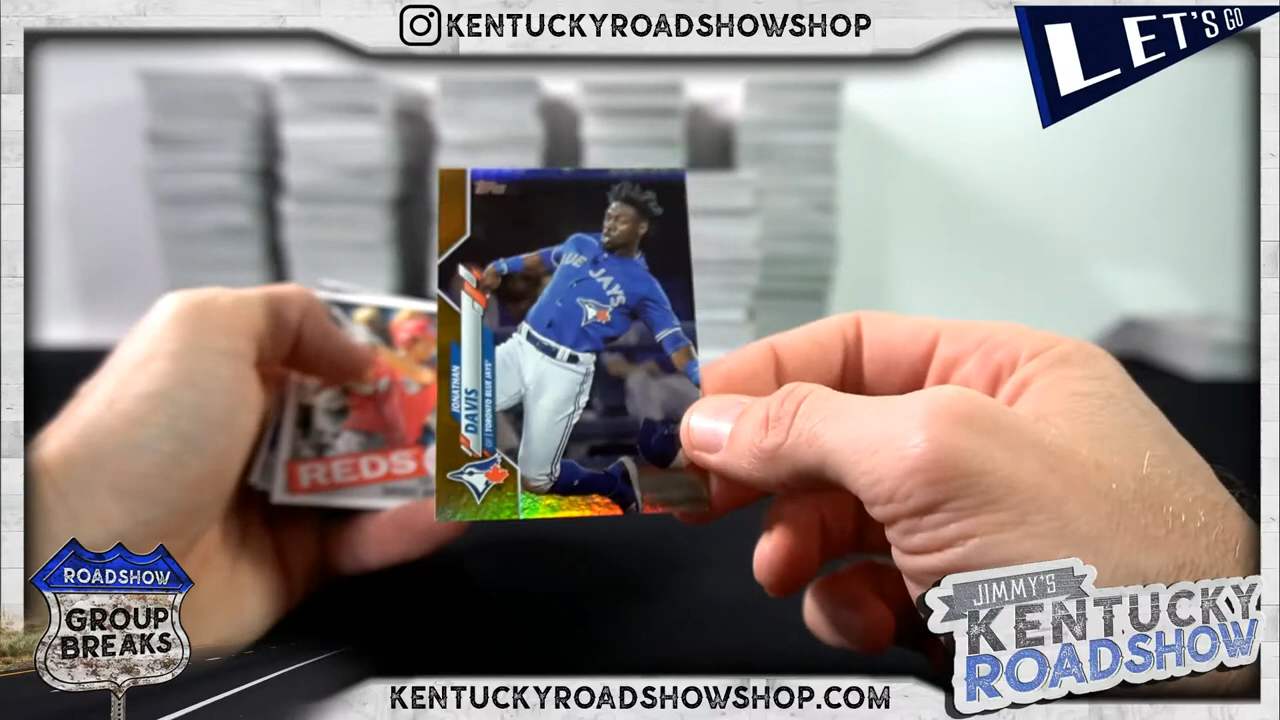 KENTUCKYROADSHOWSHOP
LET'S GO
TOPPS
BLUE JAYS
JONATHAN
DAVIS
OF | TORONTO BLUE JAYS
REDS
ROADSHOW
GROUP
BREAKS
JIMMY'S
KENTUCKY
ROADSHOW
KENTUCKYROADSHOWSHOP.COM